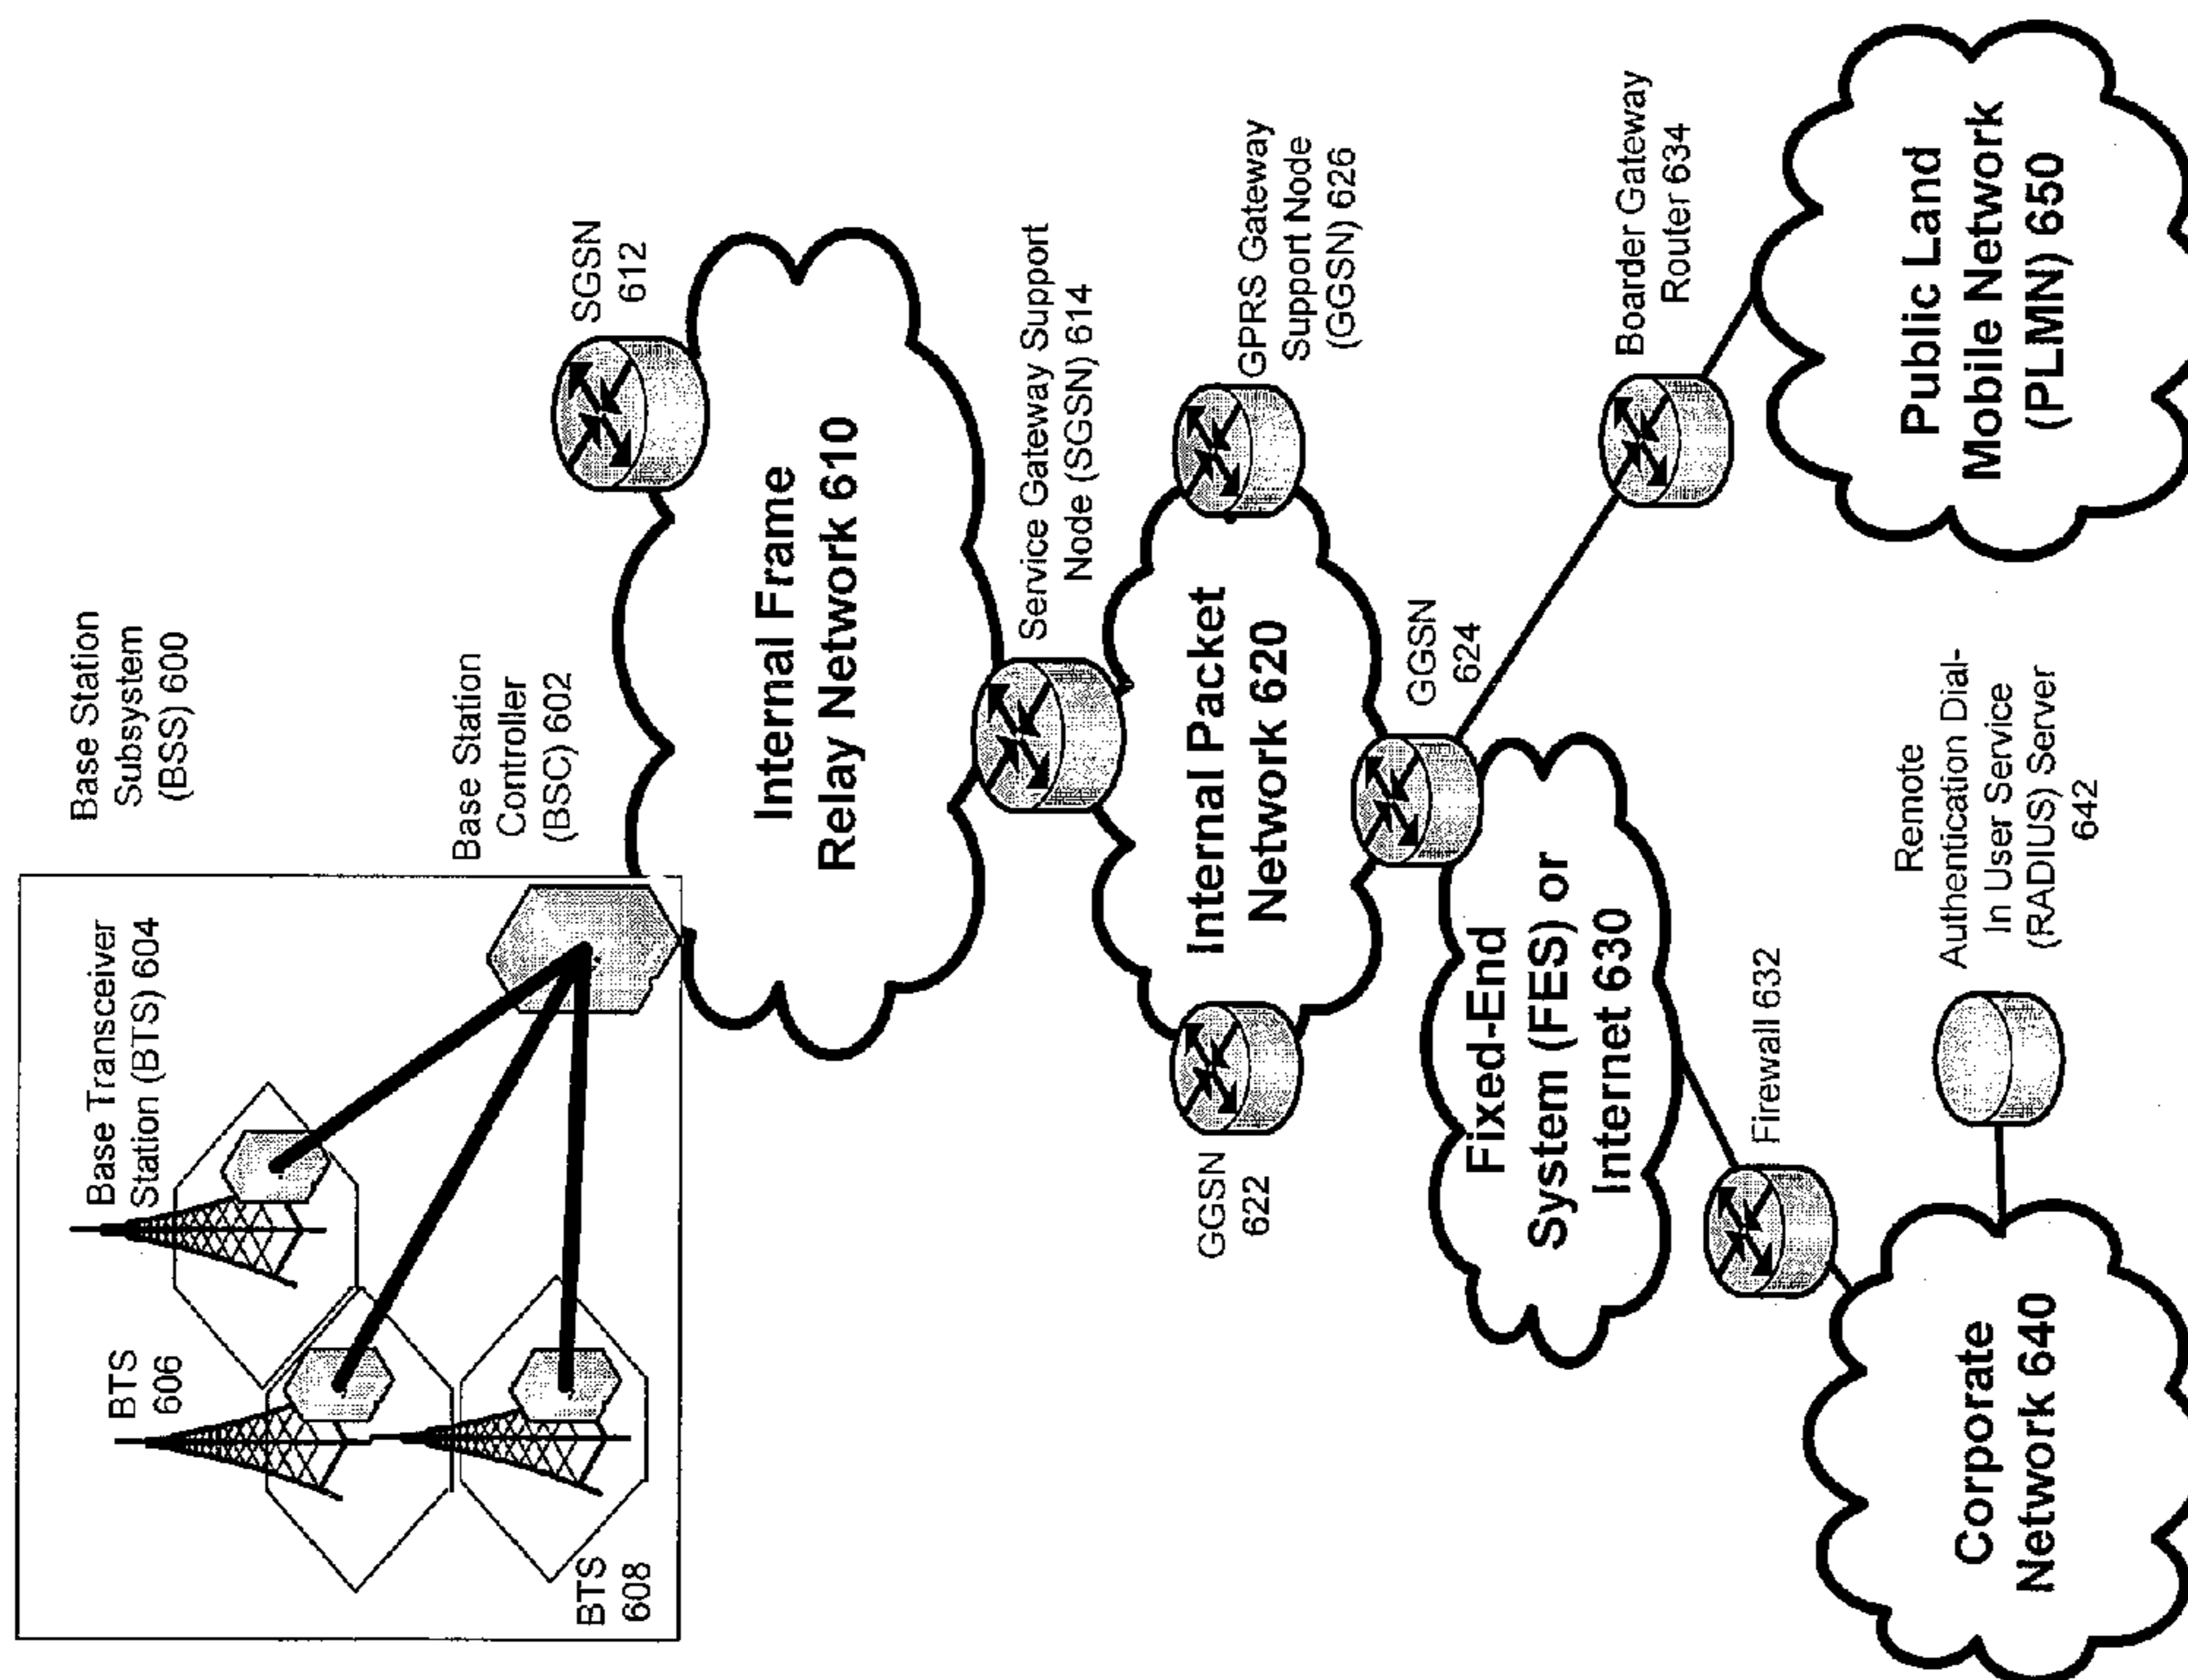 Base Station
Subsystem
(BSS) 600
Base Transceiver
Station (BTS) 604
BTS
606
BTS
608
Base Station
Controller
(BSC) 602
SGSN
612
Internal Frame
Relay Network 610
Service Gateway Support
Node (SGSN) 614
GPRS Gateway
Support Node
(GGSN) 626
Internal Packet
Network 620
GGSN
622
GGSN
624
Fixed-End
System (FES) or
Internet 630
Boarder Gateway
Router 634
Firewall 632
Remote
Authentication Dial-
In User Service
(RADIUS) Server
642
Corporate
Network 640
Public Land
Mobile Network
(PLMN) 650